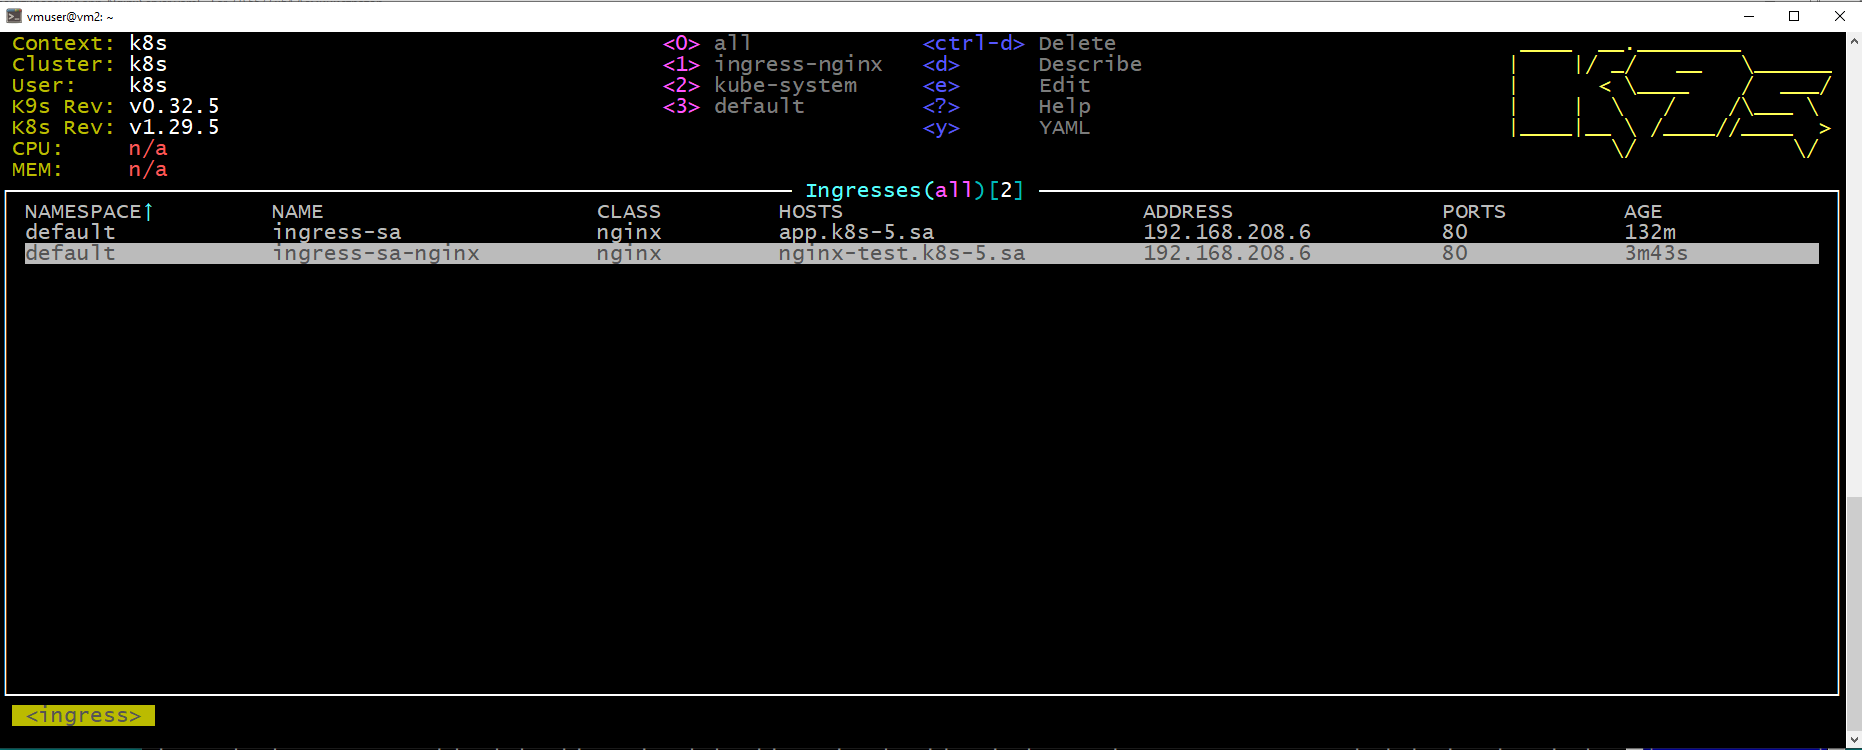 vmuser@vm2: ~
Context: k8s <0> all <ctrl-d> Delete
Cluster: k8s <1> ingress-nginx <d> Describe
User: k8s <2> kube-system <e> Edit
K9s Rev: v0.32.5 <3> default <?> Help
K8s Rev: v1.29.5 <y> YAML
CPU: n/a
MEM: n/a
Ingresses(all)[2]
NAMESPACE↑ NAME CLASS HOSTS ADDRESS PORTS AGE
default ingress-sa nginx app.k8s-5.sa 192.168.208.6 80 132m
default ingress-sa-nginx nginx nginx-test.k8s-5.sa 192.168.208.6 80 3m43s
<ingress>